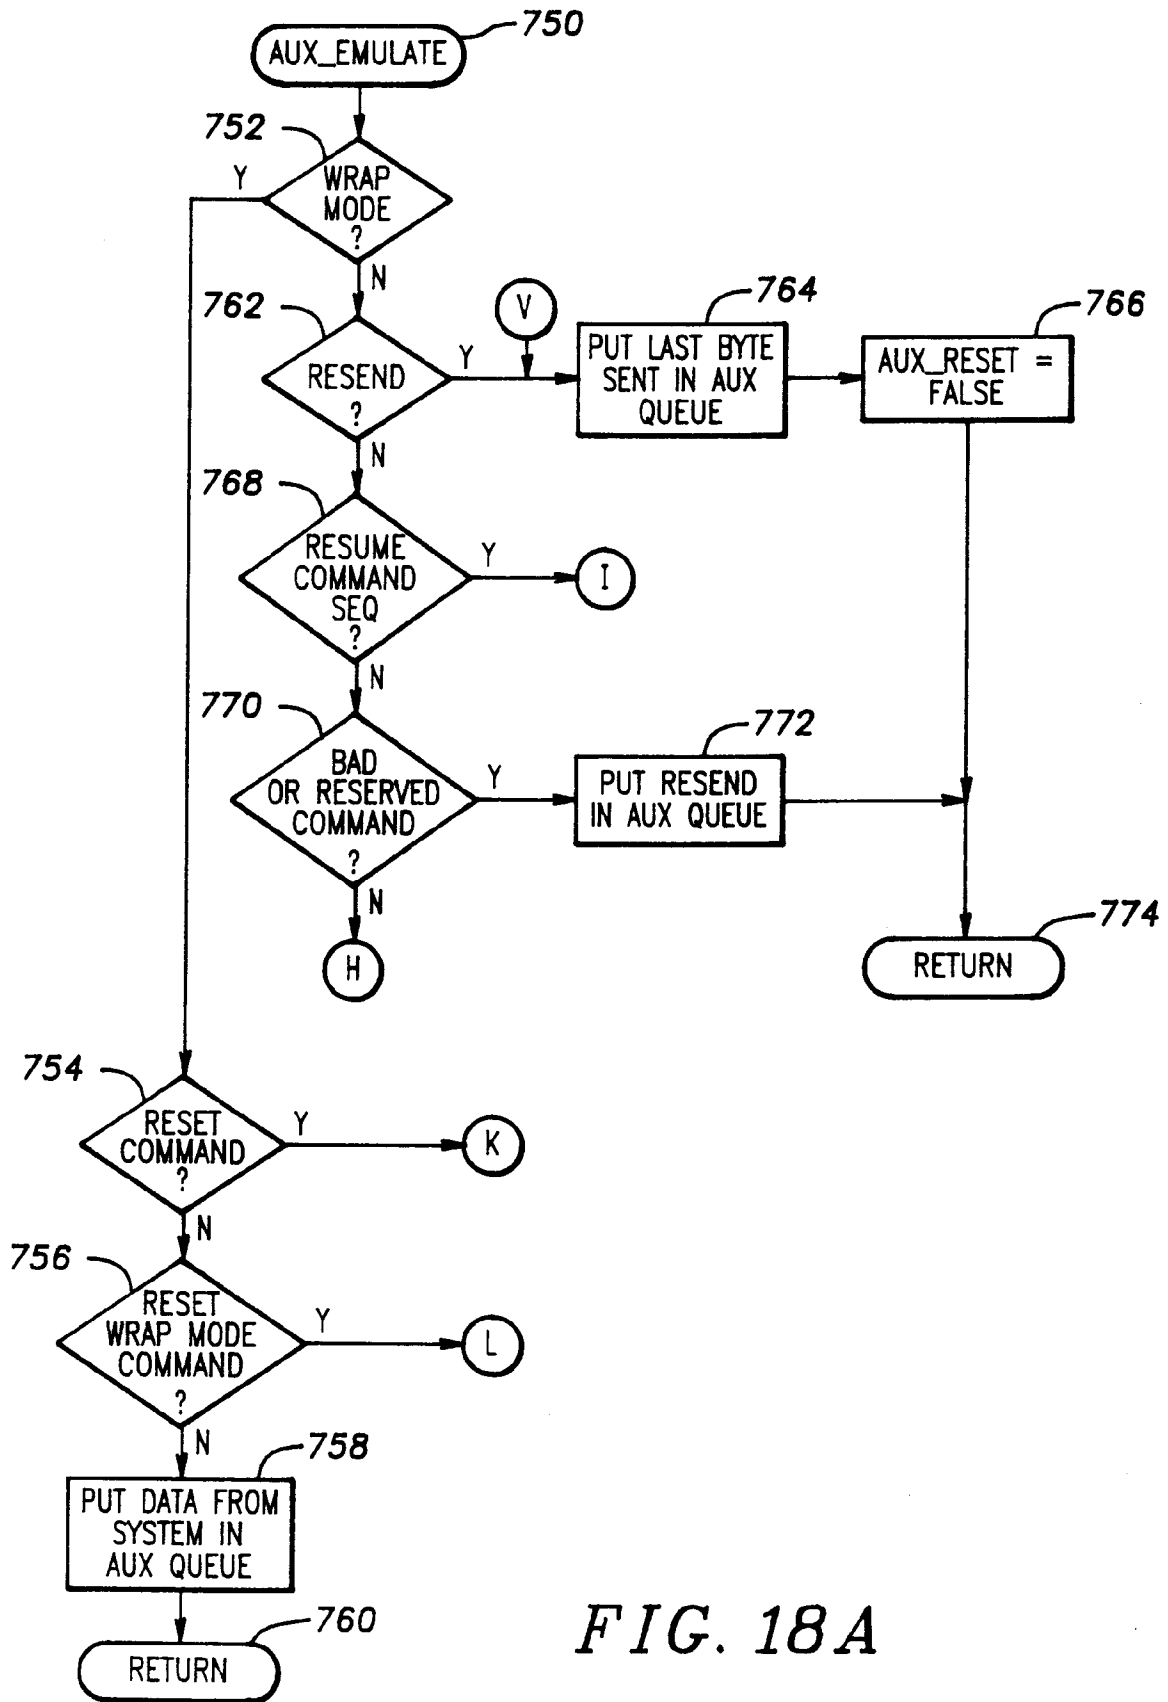 750
AUX_EMULATE
752
Y
WRAP
MODE
?
N
762
RESEND
?
Y
V
764
PUT LAST BYTE
SENT IN AUX
QUEUE
766
AUX_RESET =
FALSE
N
768
RESUME
COMMAND
SEQ
?
Y
I
N
770
BAD
OR RESERVED
COMMAND
?
Y
772
PUT RESEND
IN AUX QUEUE
N
H
774
RETURN
754
RESET
COMMAND
?
Y
K
N
756
RESET
WRAP MODE
COMMAND
?
Y
L
N
758
PUT DATA FROM
SYSTEM IN
AUX QUEUE
760
RETURN
FIG. 18A